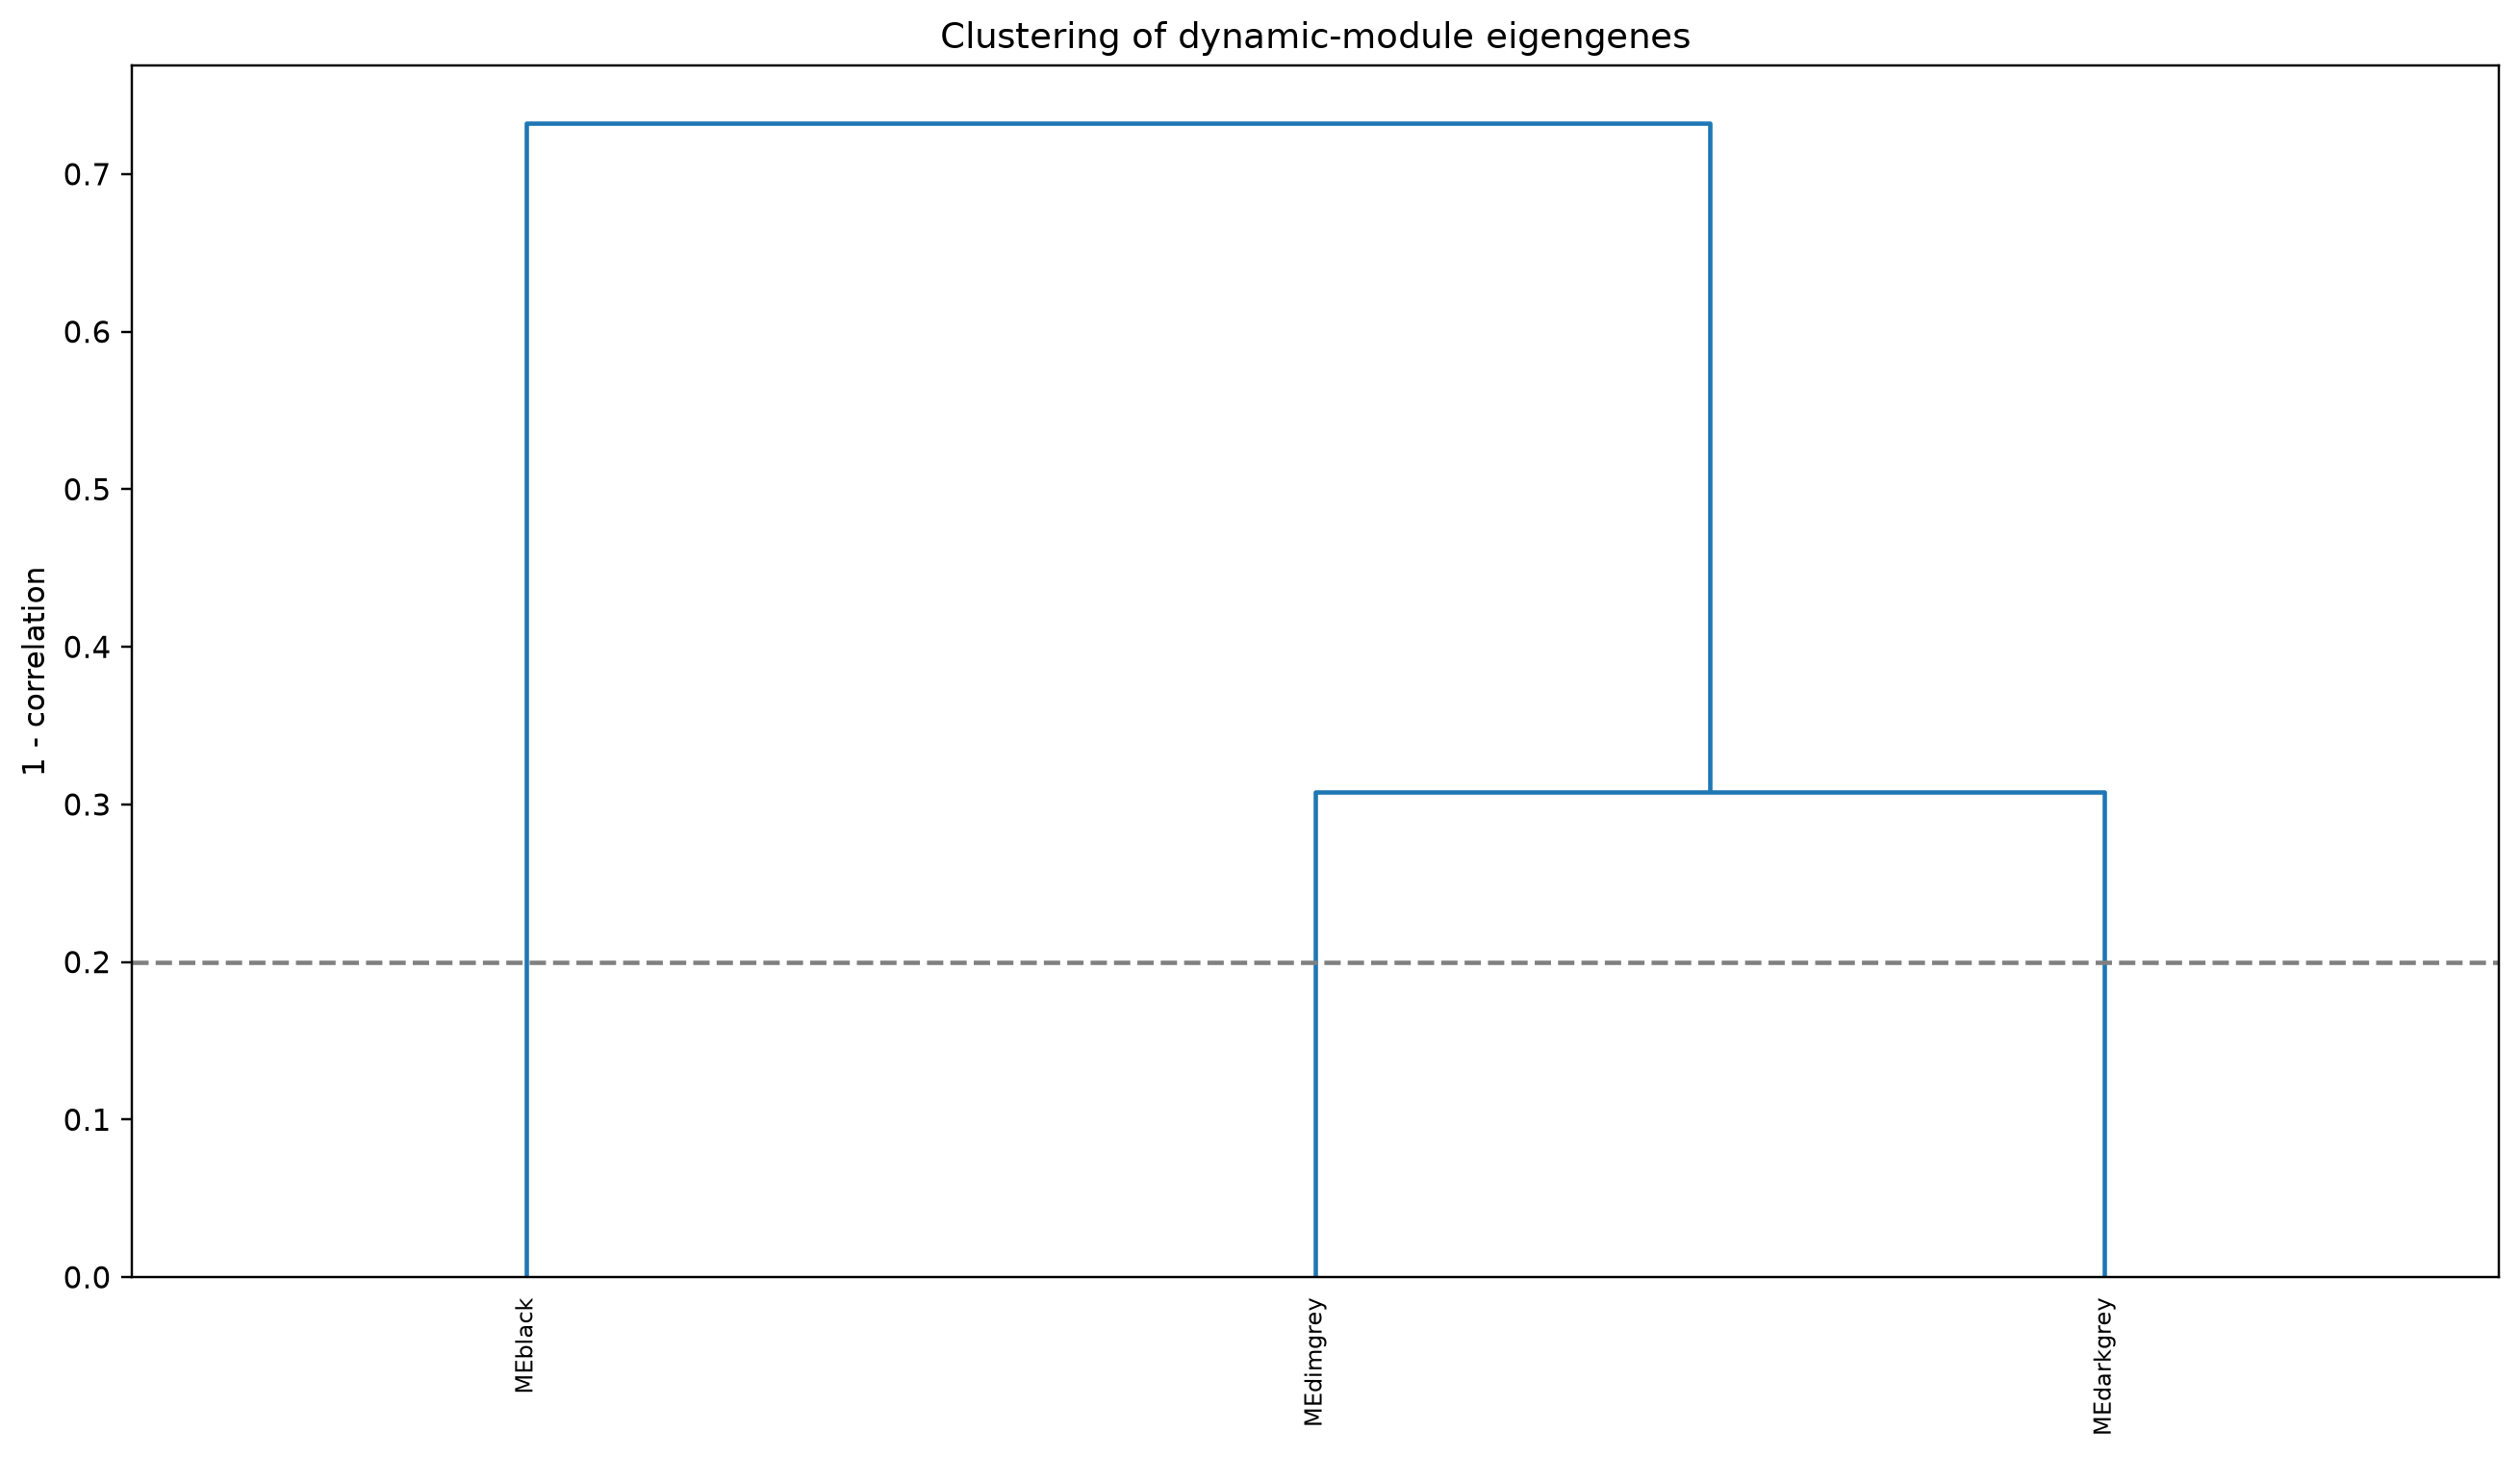 Clustering of dynamic-module eigengenes
1 - correlation
0.7
0.6
0.5
0.4
0.3
0.2
0.1
0.0
MEblack
MEdimgrey
MEdarkgrey